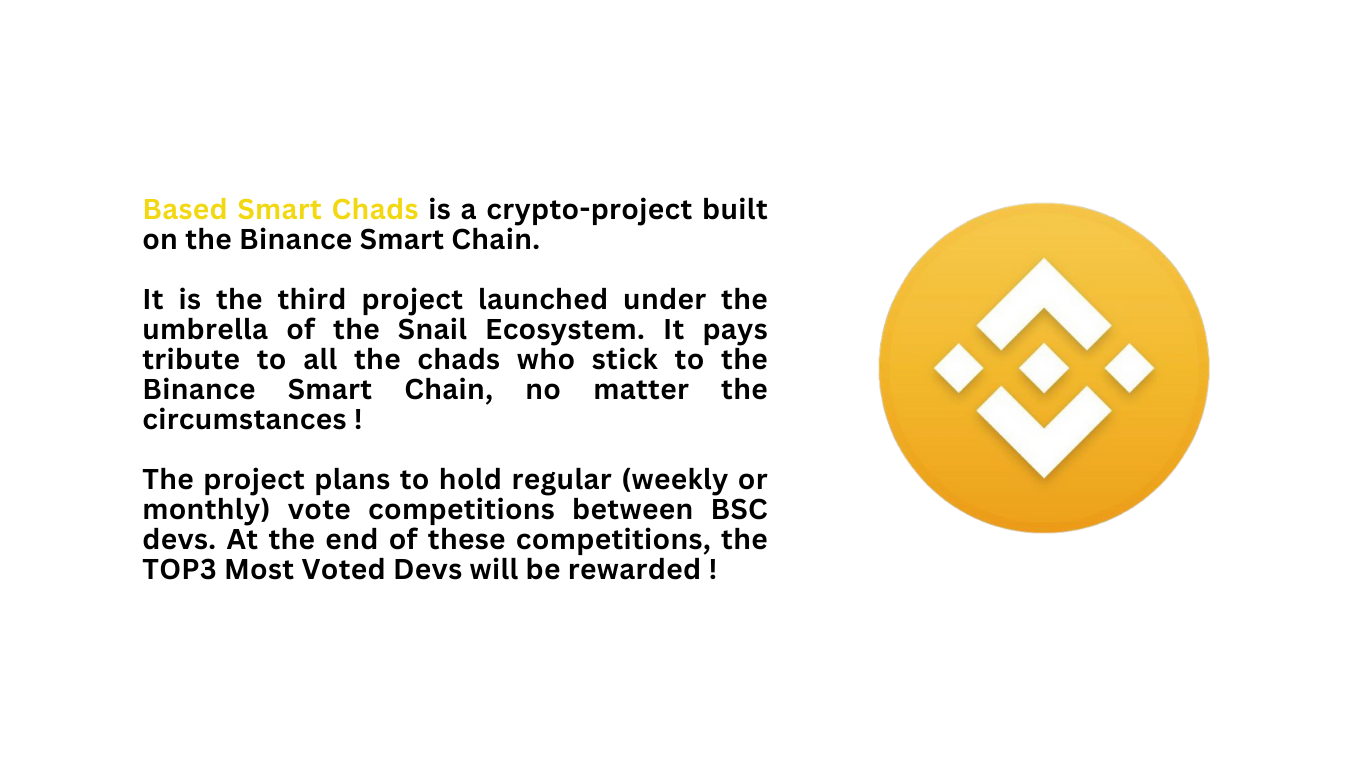 Based Smart Chads is a crypto-project built
on the Binance Smart Chain.
It is the third project launched under the
umbrella of the Snail Ecosystem. It pays
tribute to all the chads who stick to the
Binance Smart Chain, no matter the
circumstances !
The project plans to hold regular (weekly or
monthly) vote competitions between BSC
devs. At the end of these competitions, the
TOP3 Most Voted Devs will be rewarded !